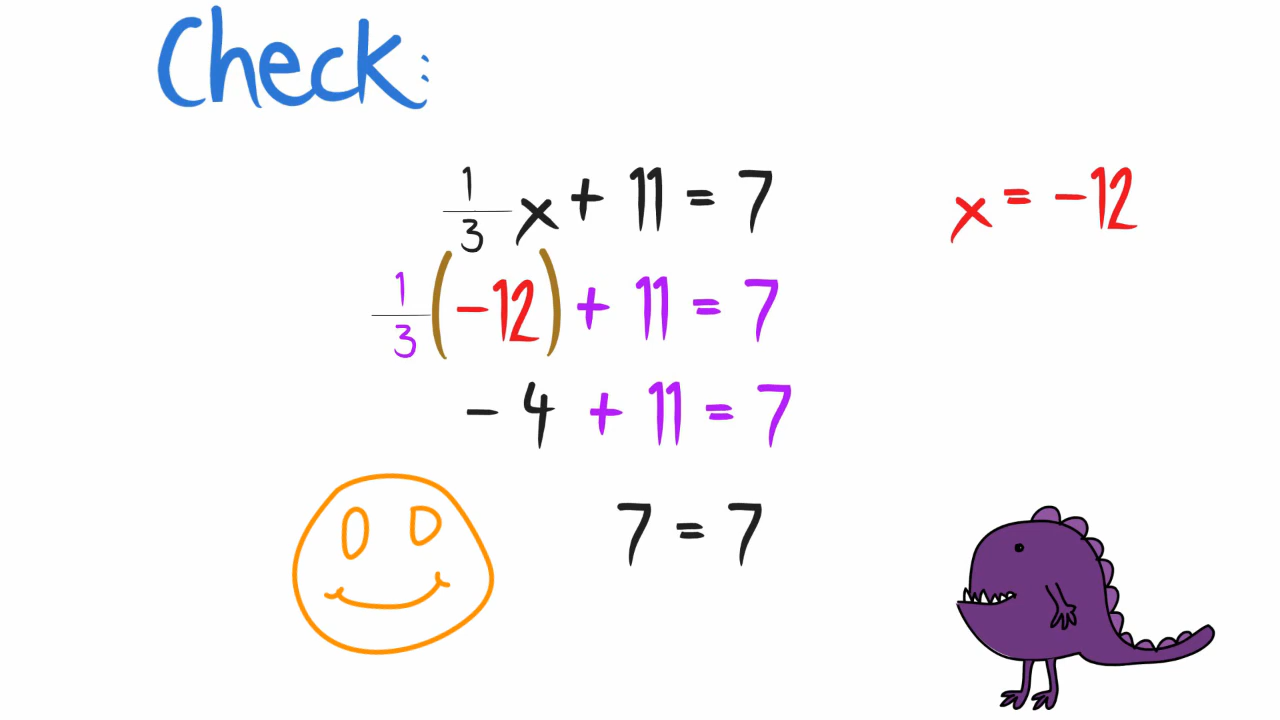 Check:
1/3 x + 11 = 7
x = -12
1/3 (-12) + 11 = 7
- 4 + 11 = 7
7 = 7